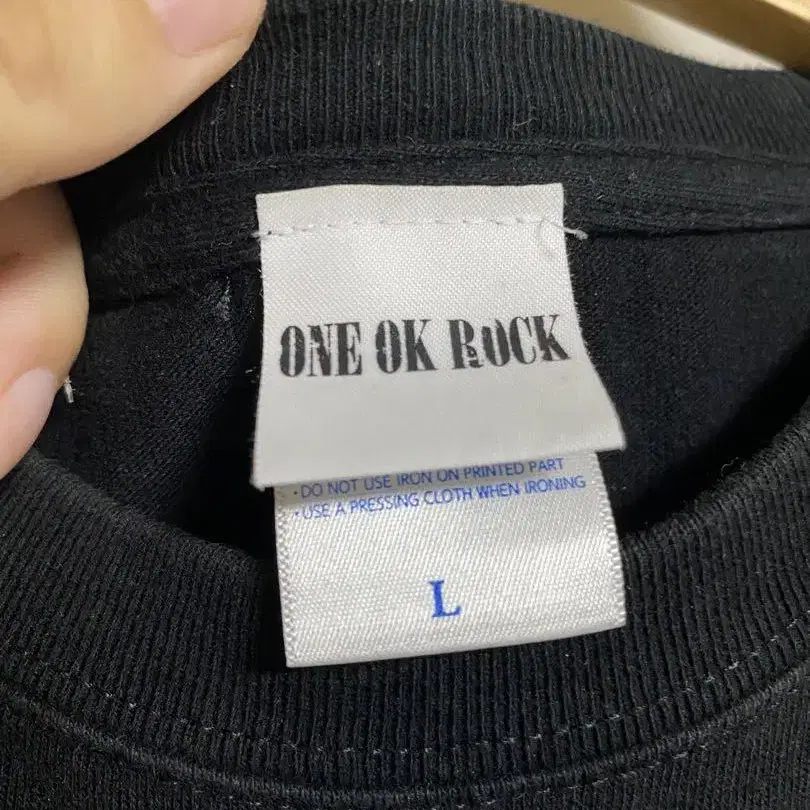 ONE OK ROCK
·DO NOT USE IRON ON PRINTED PART
·USE A PRESSING CLOTH WHEN IRONING
L